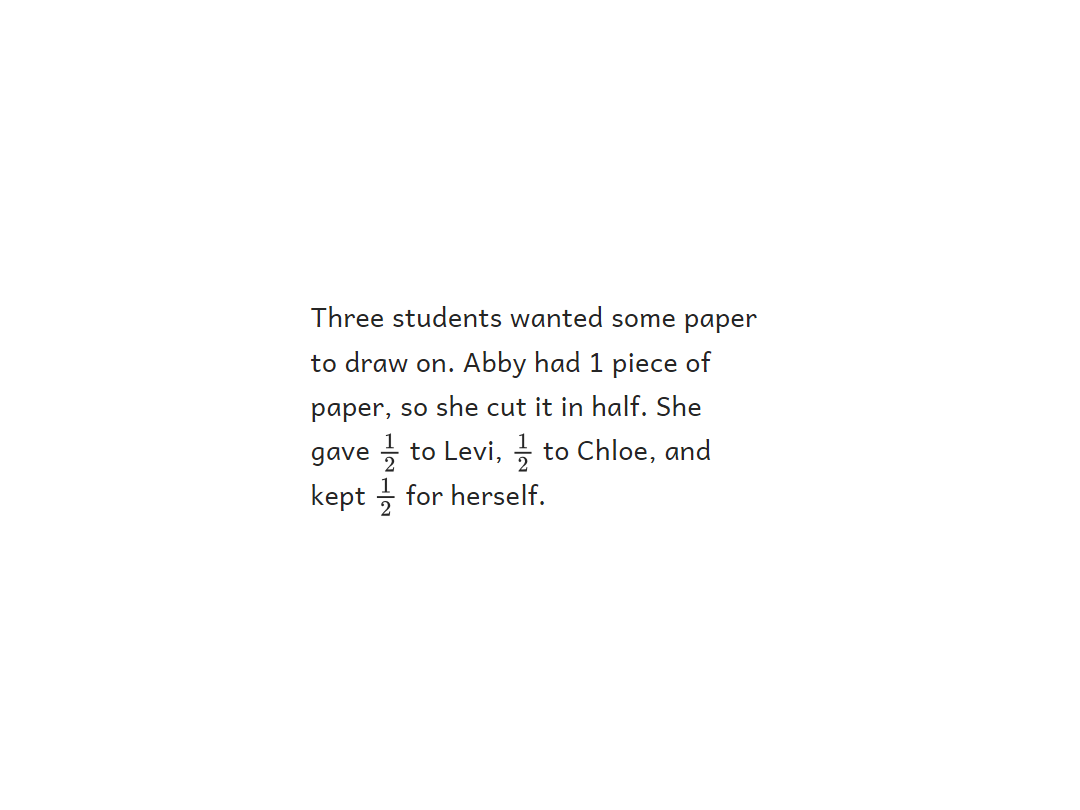 Three students wanted some paper
to draw on. Abby had 1 piece of
paper, so she cut it in half. She
gave 1/2 to Levi, 1/2 to Chloe, and
kept 1/2 for herself.